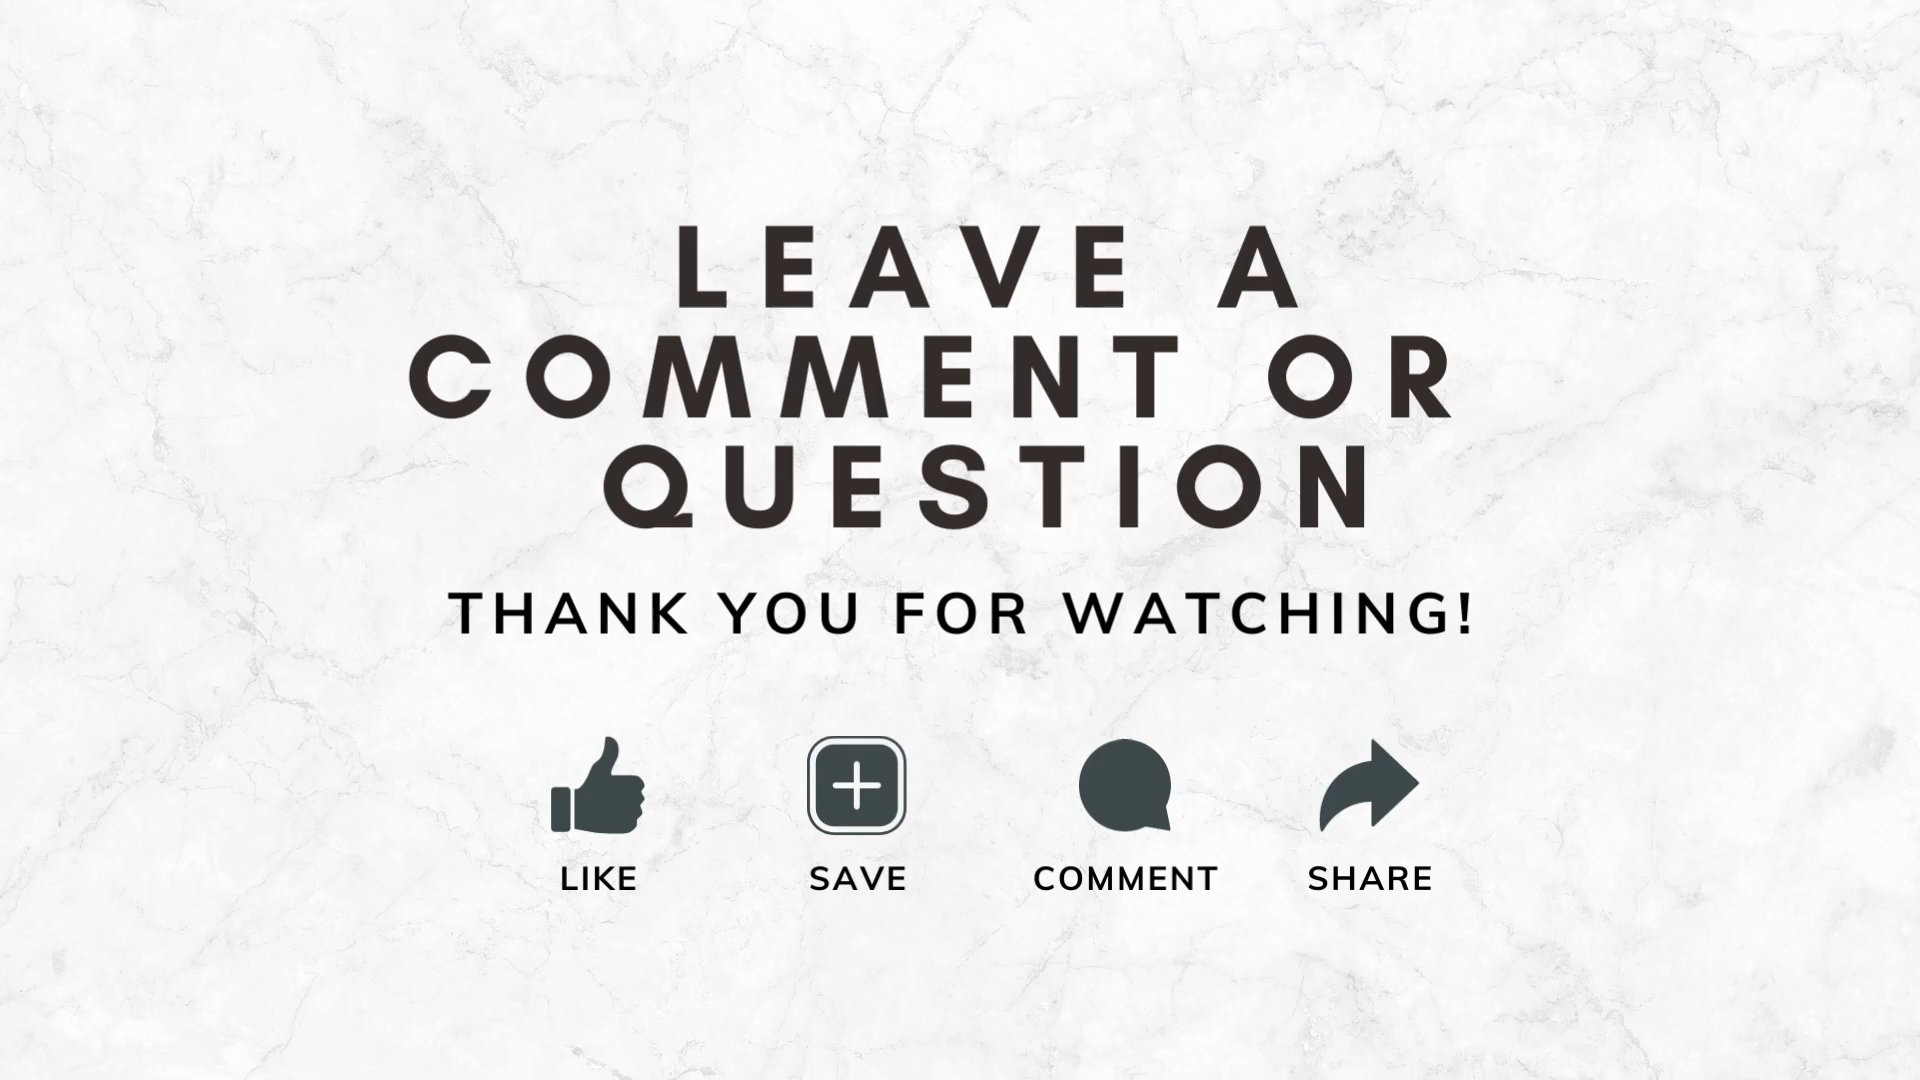 LEAVE A
COMMENT OR
QUESTION
THANK YOU FOR WATCHING!
LIKE SAVE COMMENT SHARE